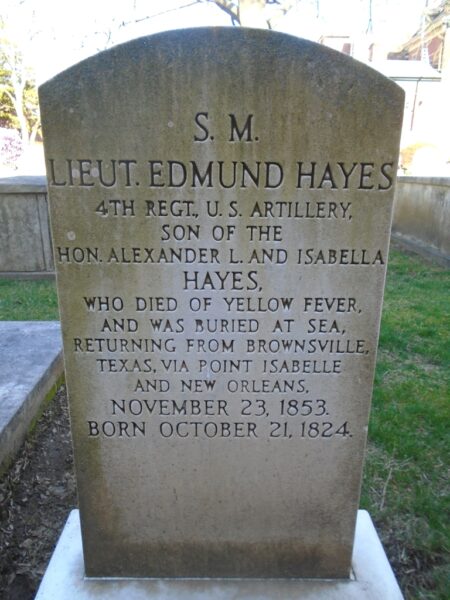 S. M.
LIEUT. EDMUND HAYES
4TH REGT., U. S. ARTILLERY,
SON OF THE
HON. ALEXANDER L. AND ISABELLA
HAYES,
WHO DIED OF YELLOW FEVER,
AND WAS BURIED AT SEA,
RETURNING FROM BROWNSVILLE,
TEXAS, VIA POINT ISABELLE
AND NEW ORLEANS,
NOVEMBER 23, 1853.
BORN OCTOBER 21, 1824.